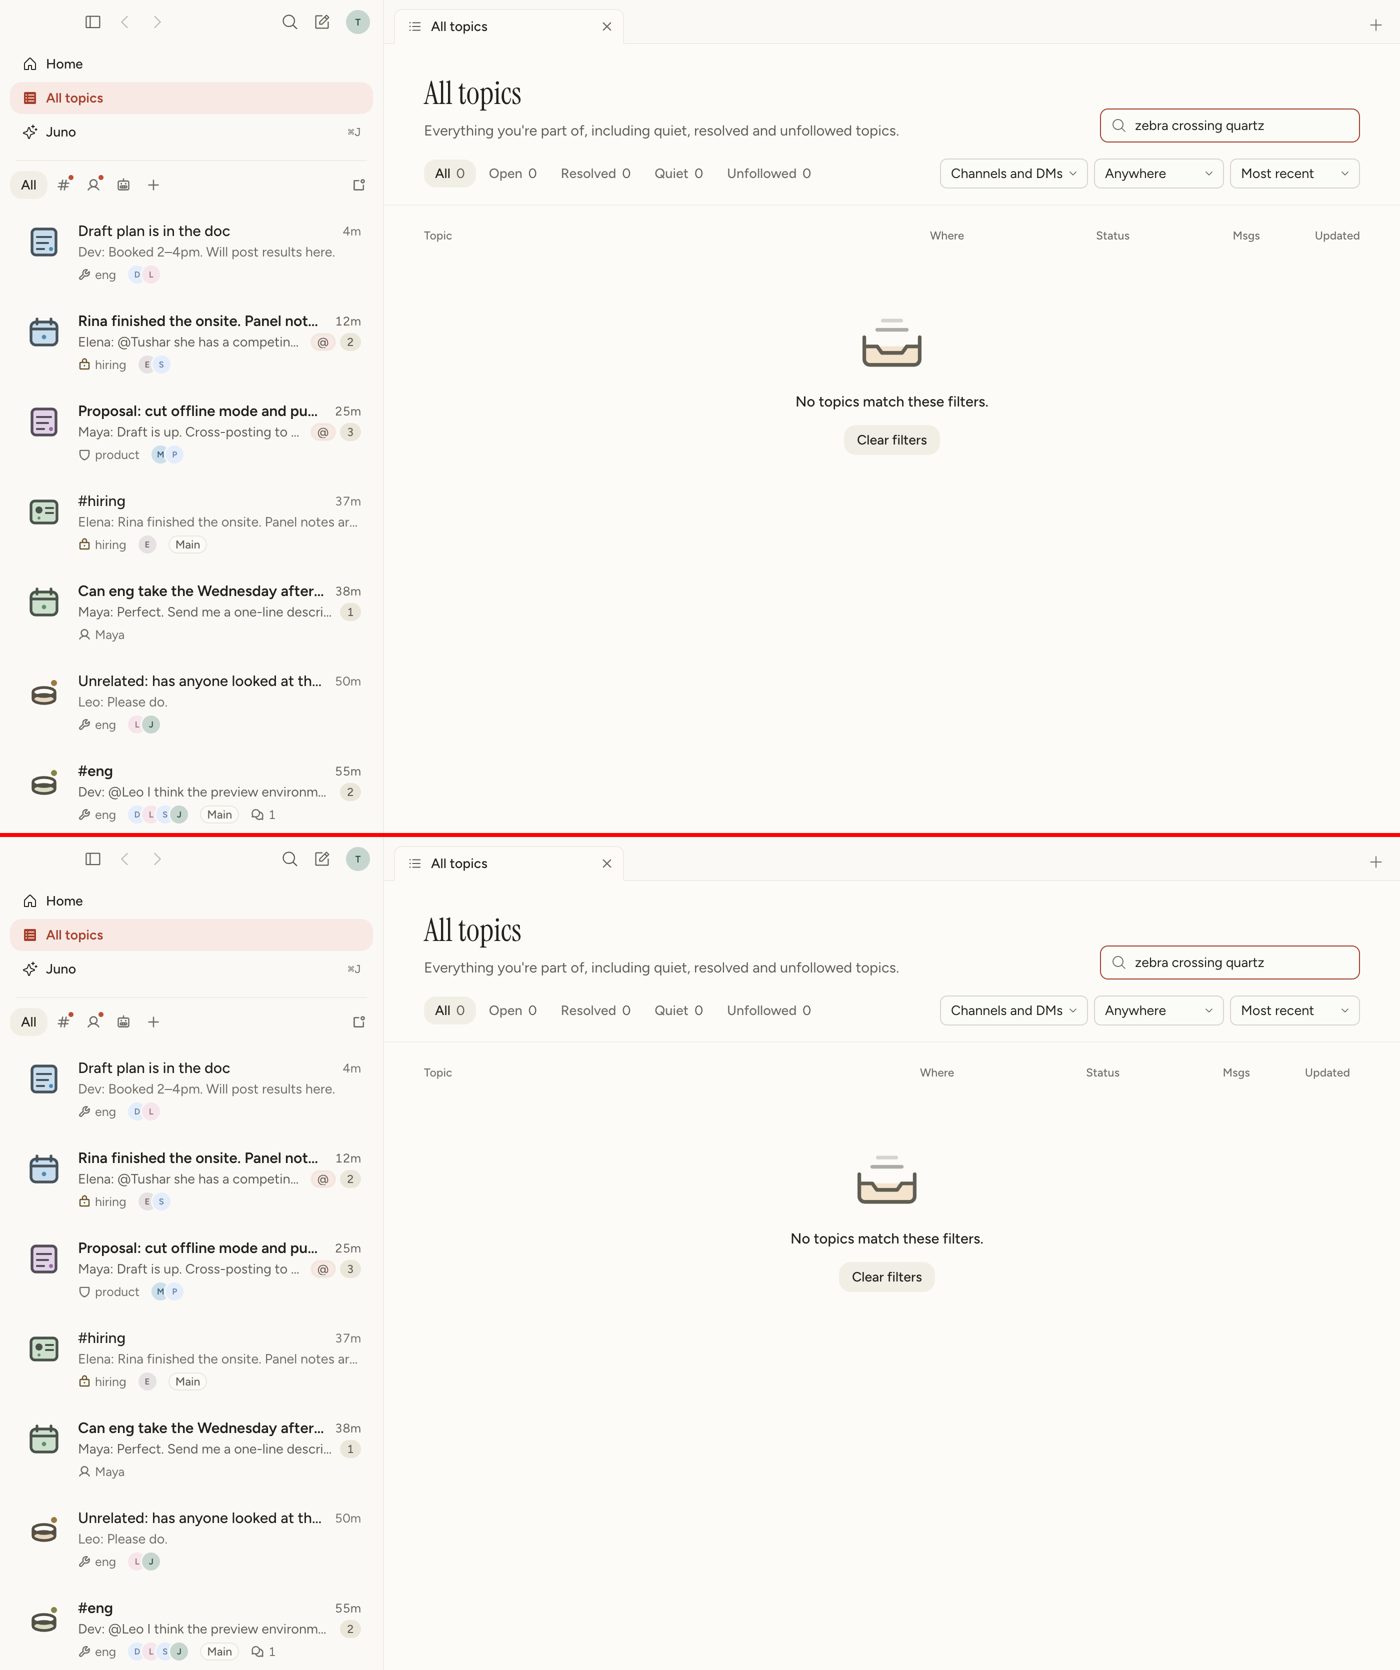 T
All topics
Home
All topics
Juno ⌘J
All topics
Everything you're part of, including quiet, resolved and unfollowed topics.
zebra crossing quartz
All 0 Open 0 Resolved 0 Quiet 0 Unfollowed 0
Channels and DMs Anywhere Most recent
Topic Where Status Msgs Updated
No topics match these filters.
Clear filters
All
Draft plan is in the doc 4m
Dev: Booked 2–4pm. Will post results here.
eng D L
Rina finished the onsite. Panel not... 12m
Elena: @Tushar she has a competin... @ 2
hiring E S
Proposal: cut offline mode and pu... 25m
Maya: Draft is up. Cross-posting to ... @ 3
product M P
#hiring 37m
Elena: Rina finished the onsite. Panel notes ar...
hiring E Main
Can eng take the Wednesday after... 38m
Maya: Perfect. Send me a one-line descri... 1
Maya
Unrelated: has anyone looked at th... 50m
Leo: Please do.
eng L J
#eng 55m
Dev: @Leo I think the preview environm... 2
eng D L S J Main 1
T
All topics
Home
All topics
Juno ⌘J
All topics
Everything you're part of, including quiet, resolved and unfollowed topics.
zebra crossing quartz
All 0 Open 0 Resolved 0 Quiet 0 Unfollowed 0
Channels and DMs Anywhere Most recent
Topic Where Status Msgs Updated
No topics match these filters.
Clear filters
All
Draft plan is in the doc 4m
Dev: Booked 2–4pm. Will post results here.
eng D L
Rina finished the onsite. Panel not... 12m
Elena: @Tushar she has a competin... @ 2
hiring E S
Proposal: cut offline mode and pu... 25m
Maya: Draft is up. Cross-posting to ... @ 3
product M P
#hiring 37m
Elena: Rina finished the onsite. Panel notes ar...
hiring E Main
Can eng take the Wednesday after... 38m
Maya: Perfect. Send me a one-line descri... 1
Maya
Unrelated: has anyone looked at th... 50m
Leo: Please do.
eng L J
#eng 55m
Dev: @Leo I think the preview environm... 2
eng D L S J Main 1